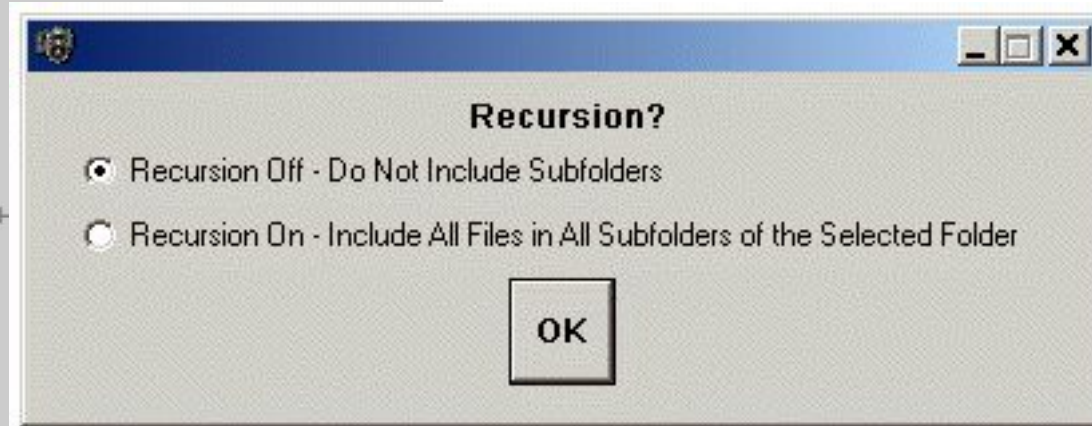 Recursion?
Recursion Off - Do Not Include Subfolders
Recursion On - Include All Files in All Subfolders of the Selected Folder
OK